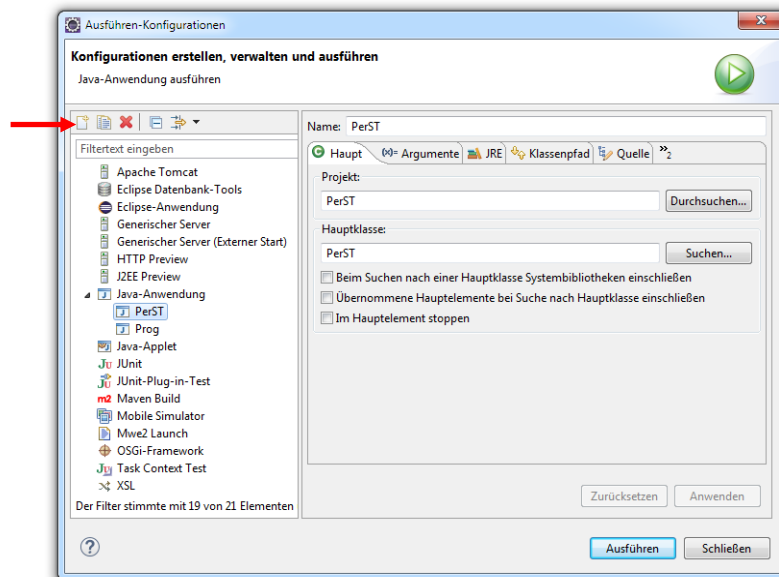 Ausführen-Konfigurationen
Konfigurationen erstellen, verwalten und ausführen
Java-Anwendung ausführen
Filtertext eingeben
Apache Tomcat
Eclipse Datenbank-Tools
Eclipse-Anwendung
Generischer Server
Generischer Server (Externer Start)
HTTP Preview
J2EE Preview
Java-Anwendung
PerST
Prog
Java-Applet
JUnit
JUnit-Plug-in-Test
Maven Build
Mobile Simulator
Mwe2 Launch
OSGi-Framework
Task Context Test
XSL
Der Filter stimmte mit 19 von 21 Elementen
Name: PerST
Haupt (x)= Argumente JRE Klassenpfad Quelle »2
Projekt:
PerST Durchsuchen...
Hauptklasse:
PerST Suchen...
Beim Suchen nach einer Hauptklasse Systembibliotheken einschließen
Übernommene Hauptelemente bei Suche nach Hauptklasse einschließen
Im Hauptelement stoppen
Zurücksetzen Anwenden
Ausführen Schließen